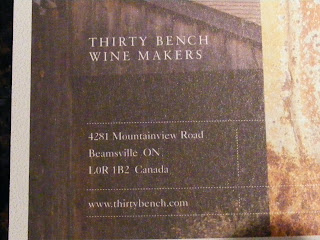 THIRTY BENCH
WINE MAKERS
4281 Mountainview Road
Beamsville ON
L0R 1B2 Canada
www.thirtybench.com